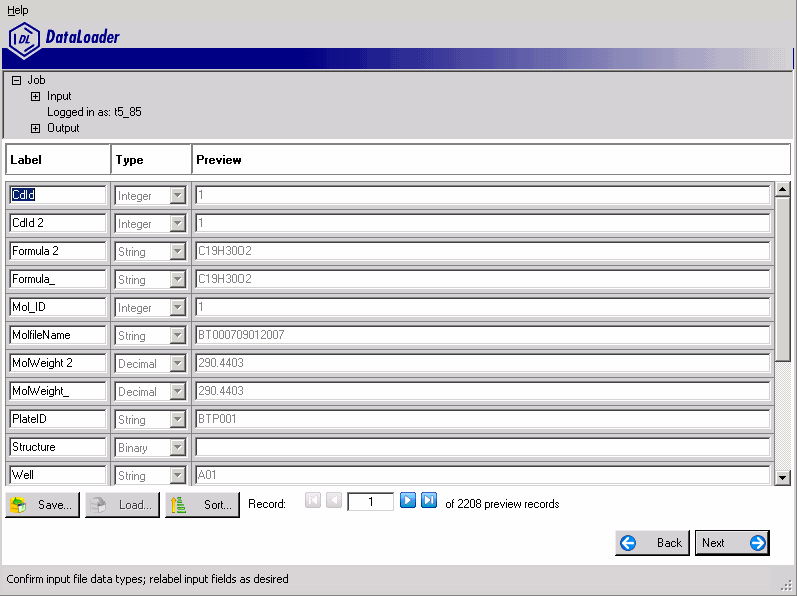 Help
DL DataLoader
Job
Input
Logged in as: t5_85
Output
Label Type Preview
CdId Integer 1
CdId 2 Integer 1
Formula 2 String C19H30O2
Formula_ String C19H30O2
Mol_ID Integer 1
MolfileName String BT000709012007
MolWeight 2 Decimal 290.4403
MolWeight_ Decimal 290.4403
PlateID String BTP001
Structure Binary
Well String A01
Save... Load... Sort... Record: 1 of 2208 preview records
Back Next
Confirm input file data types; relabel input fields as desired